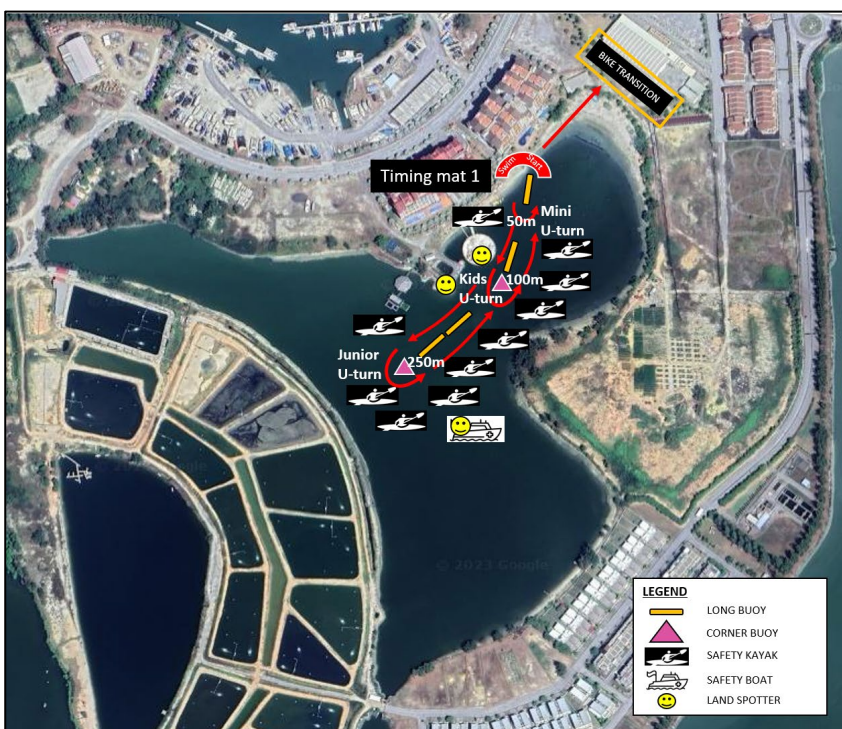 BIKE TRANSITION
Swim Start
Timing mat 1
50m
Mini
U-turn
Kids
U-turn
100m
Junior
U-turn
250m
© 2023 Google
LEGEND
LONG BUOY
CORNER BUOY
SAFETY KAYAK
SAFETY BOAT
LAND SPOTTER